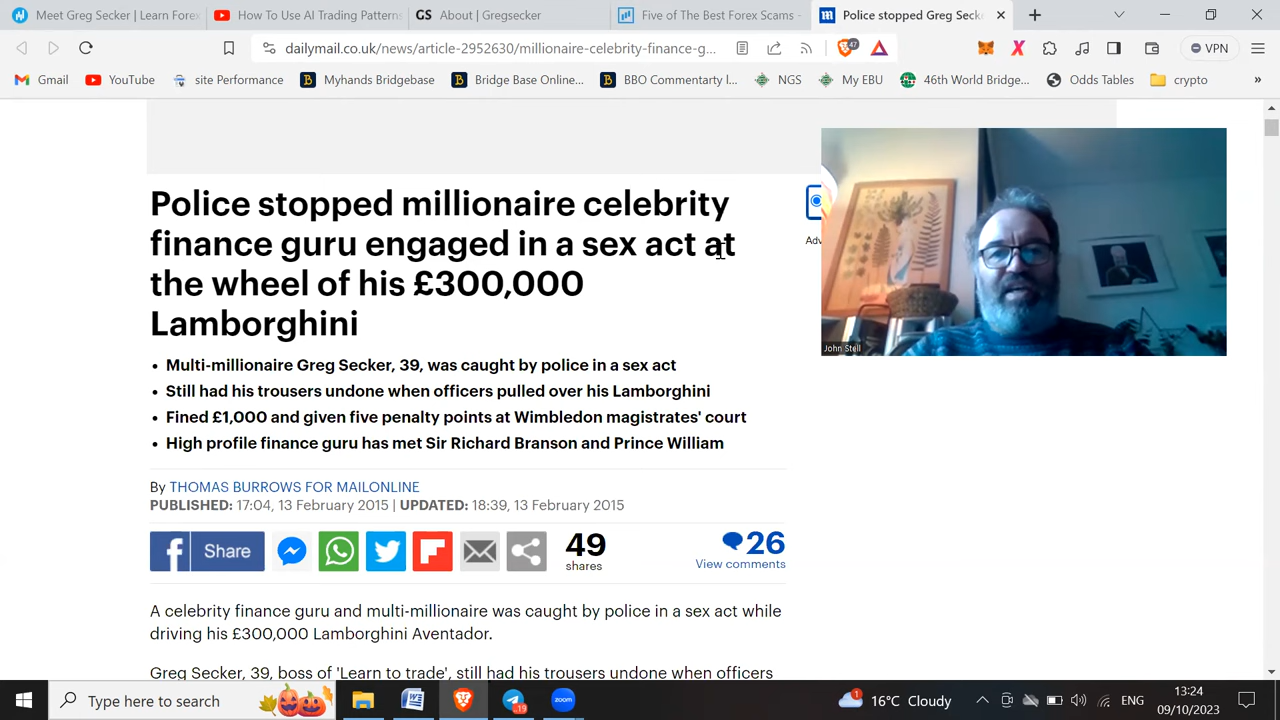 Meet Greg Secker | Learn Forex
How To Use AI Trading Patterns
GS About | Gregsecker
Five of The Best Forex Scams -
Police stopped Greg Secke
dailymail.co.uk/news/article-2952630/millionaire-celebrity-finance-g...
47
VPN
Gmail
YouTube
site Performance
Myhands Bridgebase
Bridge Base Online...
BBO Commentarty I...
NGS
My EBU
46th World Bridge...
Odds Tables
crypto
»
Police stopped millionaire celebrity
finance guru engaged in a sex act at
the wheel of his £300,000
Lamborghini
Adv
John Stell
• Multi-millionaire Greg Secker, 39, was caught by police in a sex act
• Still had his trousers undone when officers pulled over his Lamborghini
• Fined £1,000 and given five penalty points at Wimbledon magistrates' court
• High profile finance guru has met Sir Richard Branson and Prince William
By THOMAS BURROWS FOR MAILONLINE
PUBLISHED: 17:04, 13 February 2015 | UPDATED: 18:39, 13 February 2015
f Share
49
shares
26
View comments
A celebrity finance guru and multi-millionaire was caught by police in a sex act while
driving his £300,000 Lamborghini Aventador.
Greg Secker, 39, boss of 'Learn to trade', still had his trousers undone when officers
Type here to search
19
zoom
1
16°C Cloudy
ENG
13:24
09/10/2023